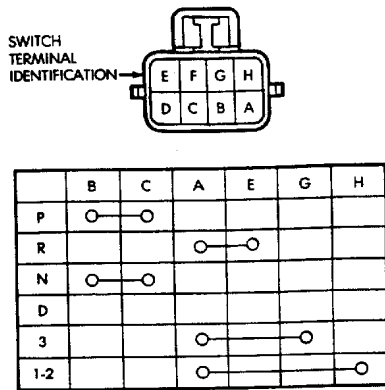 SWITCH
TERMINAL
IDENTIFICATION
E F G H
D C B A
B C A E G H
P
R
N
D
3
1-2